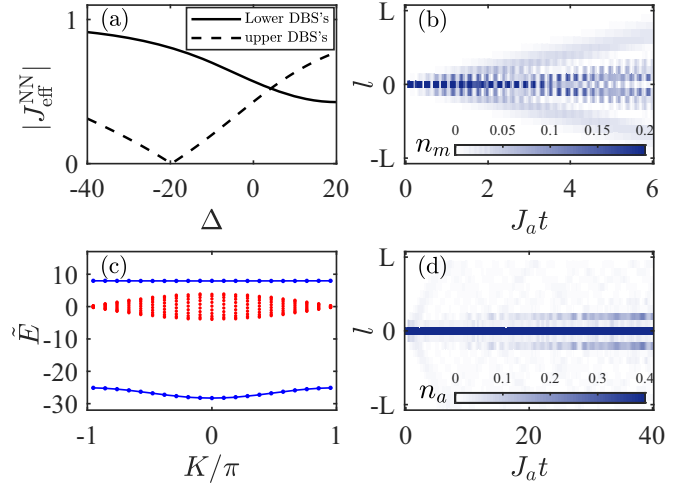 (a)
Lower DBS's
upper DBS's
1
0
|J_eff^NN|
-40 -20 0 20
Δ
(b)
L
0
-L
l
n_m
0 0.05 0.1 0.15 0.2
0 2 4 6
J_a t
(c)
10
0
-10
-20
-30
Ẽ
-1 0 1
K/π
(d)
L
0
-L
l
n_a
0 0.1 0.2 0.3 0.4
0 20 40
J_a t